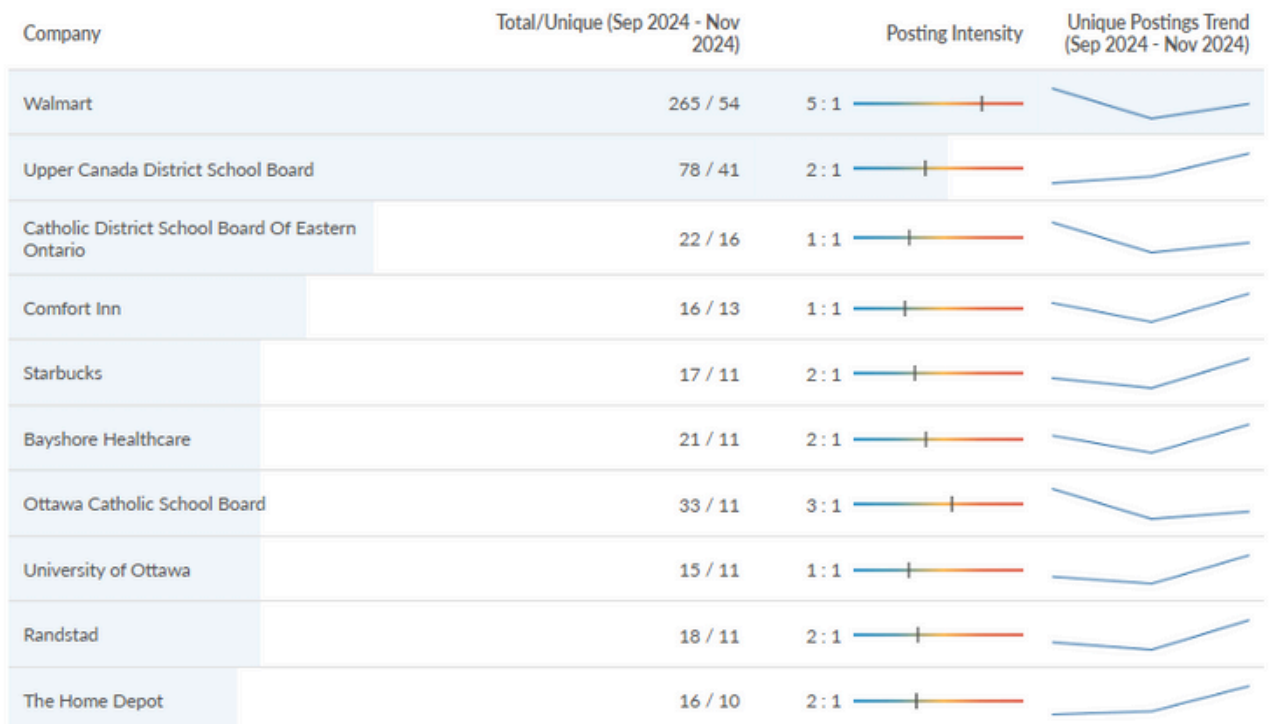 Company
Total/Unique (Sep 2024 - Nov
2024)
Posting Intensity
Unique Postings Trend
(Sep 2024 - Nov 2024)
Walmart
265 / 54
5 : 1
Upper Canada District School Board
78 / 41
2 : 1
Catholic District School Board Of Eastern
Ontario
22 / 16
1 : 1
Comfort Inn
16 / 13
1 : 1
Starbucks
17 / 11
2 : 1
Bayshore Healthcare
21 / 11
2 : 1
Ottawa Catholic School Board
33 / 11
3 : 1
University of Ottawa
15 / 11
1 : 1
Randstad
18 / 11
2 : 1
The Home Depot
16 / 10
2 : 1